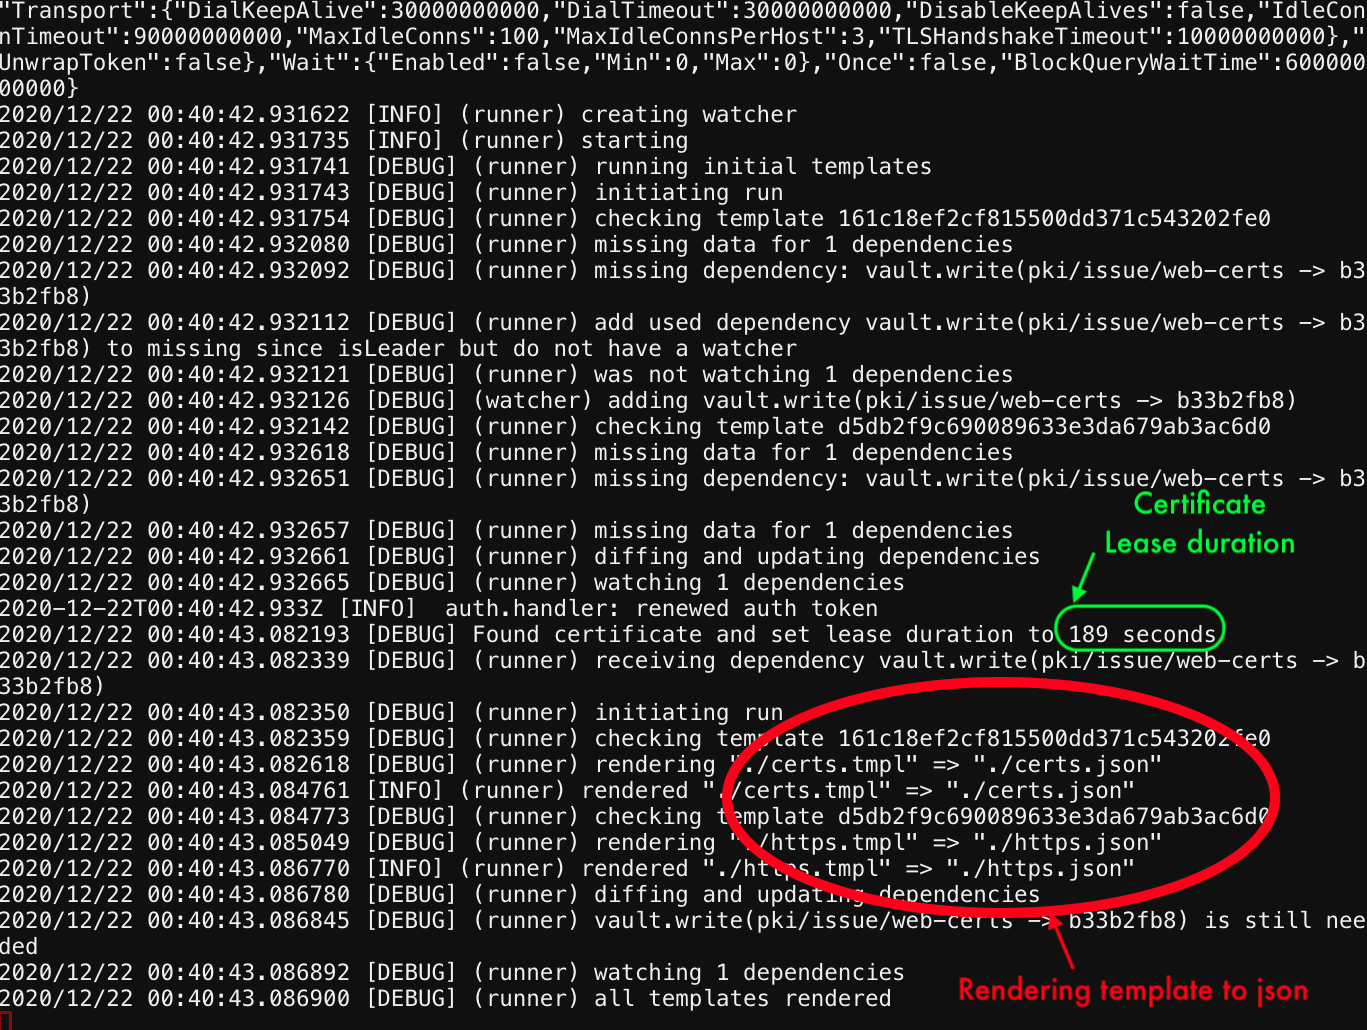 "Transport":{"DialKeepAlive":30000000000,"DialTimeout":30000000000,"DisableKeepAlives":false,"IdleCon
nTimeout":90000000000,"MaxIdleConns":100,"MaxIdleConnsPerHost":3,"TLSHandshakeTimeout":10000000000},"
UnwrapToken":false},"Wait":{"Enabled":false,"Min":0,"Max":0},"Once":false,"BlockQueryWaitTime":600000
00000}
2020/12/22 00:40:42.931622 [INFO] (runner) creating watcher
2020/12/22 00:40:42.931735 [INFO] (runner) starting
2020/12/22 00:40:42.931741 [DEBUG] (runner) running initial templates
2020/12/22 00:40:42.931743 [DEBUG] (runner) initiating run
2020/12/22 00:40:42.931754 [DEBUG] (runner) checking template 161c18ef2cf815500dd371c543202fe0
2020/12/22 00:40:42.932080 [DEBUG] (runner) missing data for 1 dependencies
2020/12/22 00:40:42.932092 [DEBUG] (runner) missing dependency: vault.write(pki/issue/web-certs -> b3
3b2fb8)
2020/12/22 00:40:42.932112 [DEBUG] (runner) add used dependency vault.write(pki/issue/web-certs -> b3
3b2fb8) to missing since isLeader but do not have a watcher
2020/12/22 00:40:42.932121 [DEBUG] (runner) was not watching 1 dependencies
2020/12/22 00:40:42.932126 [DEBUG] (watcher) adding vault.write(pki/issue/web-certs -> b33b2fb8)
2020/12/22 00:40:42.932142 [DEBUG] (runner) checking template d5db2f9c690089633e3da679ab3ac6d0
2020/12/22 00:40:42.932618 [DEBUG] (runner) missing data for 1 dependencies
2020/12/22 00:40:42.932651 [DEBUG] (runner) missing dependency: vault.write(pki/issue/web-certs -> b3
3b2fb8)
Certificate
2020/12/22 00:40:42.932657 [DEBUG] (runner) missing data for 1 dependencies
Lease duration
2020/12/22 00:40:42.932661 [DEBUG] (runner) diffing and updating dependencies
2020/12/22 00:40:42.932665 [DEBUG] (runner) watching 1 dependencies
2020-12-22T00:40:42.933Z [INFO]  auth.handler: renewed auth token
2020/12/22 00:40:43.082193 [DEBUG] Found certificate and set lease duration to 189 seconds
2020/12/22 00:40:43.082339 [DEBUG] (runner) receiving dependency vault.write(pki/issue/web-certs -> b
33b2fb8)
2020/12/22 00:40:43.082350 [DEBUG] (runner) initiating run
2020/12/22 00:40:43.082359 [DEBUG] (runner) checking template 161c18ef2cf815500dd371c543202fe0
2020/12/22 00:40:43.082618 [DEBUG] (runner) rendering "./certs.tmpl" => "./certs.json"
2020/12/22 00:40:43.084761 [INFO] (runner) rendered "./certs.tmpl" => "./certs.json"
2020/12/22 00:40:43.084773 [DEBUG] (runner) checking template d5db2f9c690089633e3da679ab3ac6d0
2020/12/22 00:40:43.085049 [DEBUG] (runner) rendering "./https.tmpl" => "./https.json"
2020/12/22 00:40:43.086770 [INFO] (runner) rendered "./https.tmpl" => "./https.json"
2020/12/22 00:40:43.086780 [DEBUG] (runner) diffing and updating dependencies
2020/12/22 00:40:43.086845 [DEBUG] (runner) vault.write(pki/issue/web-certs -> b33b2fb8) is still nee
ded
2020/12/22 00:40:43.086892 [DEBUG] (runner) watching 1 dependencies
Rendering template to json
2020/12/22 00:40:43.086900 [DEBUG] (runner) all templates rendered